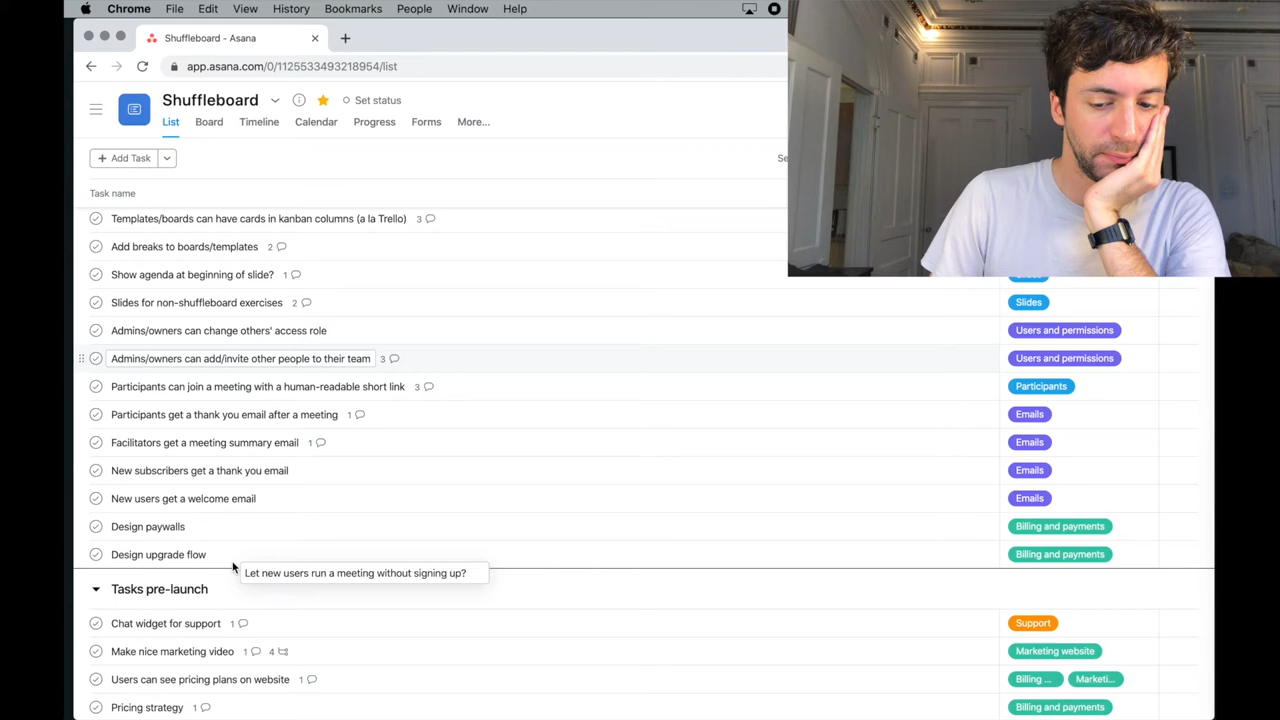 Chrome File Edit View History Bookmarks People Window Help
Shuffleboard - Asana
app.asana.com/0/1125533493218954/list
Shuffleboard Set status
List Board Timeline Calendar Progress Forms More...
+ Add Task
Task name
Templates/boards can have cards in kanban columns (a la Trello) 3
Add breaks to boards/templates 2
Show agenda at beginning of slide? 1
Slides for non-shuffleboard exercises 2 Slides
Admins/owners can change others' access role Users and permissions
Admins/owners can add/invite other people to their team 3 Users and permissions
Participants can join a meeting with a human-readable short link 3 Participants
Participants get a thank you email after a meeting 1 Emails
Facilitators get a meeting summary email 1 Emails
New subscribers get a thank you email Emails
New users get a welcome email Emails
Design paywalls Billing and payments
Design upgrade flow Billing and payments
Let new users run a meeting without signing up?
Tasks pre-launch
Chat widget for support 1 Support
Make nice marketing video 1 4 Marketing website
Users can see pricing plans on website 1 Billing ... Marketi...
Pricing strategy 1 Billing and payments